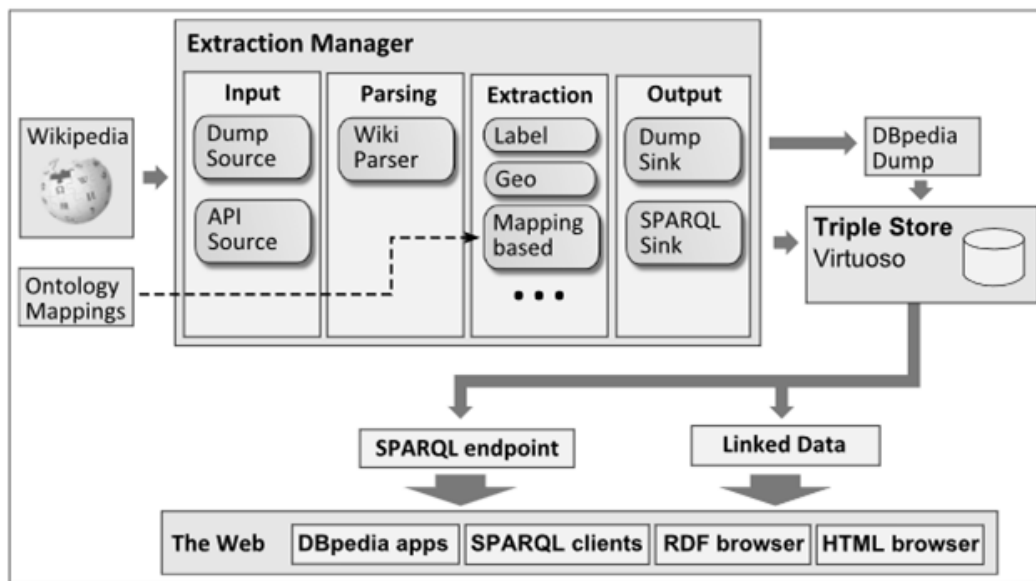 Extraction Manager
Input
Parsing
Extraction
Output
Wikipedia
Dump
Source
API
Source
Wiki
Parser
Label
Geo
Mapping
based
Dump
Sink
SPARQL
Sink
DBpedia
Dump
Triple Store
Virtuoso
Ontology
Mappings
SPARQL endpoint
Linked Data
The Web
DBpedia apps
SPARQL clients
RDF browser
HTML browser